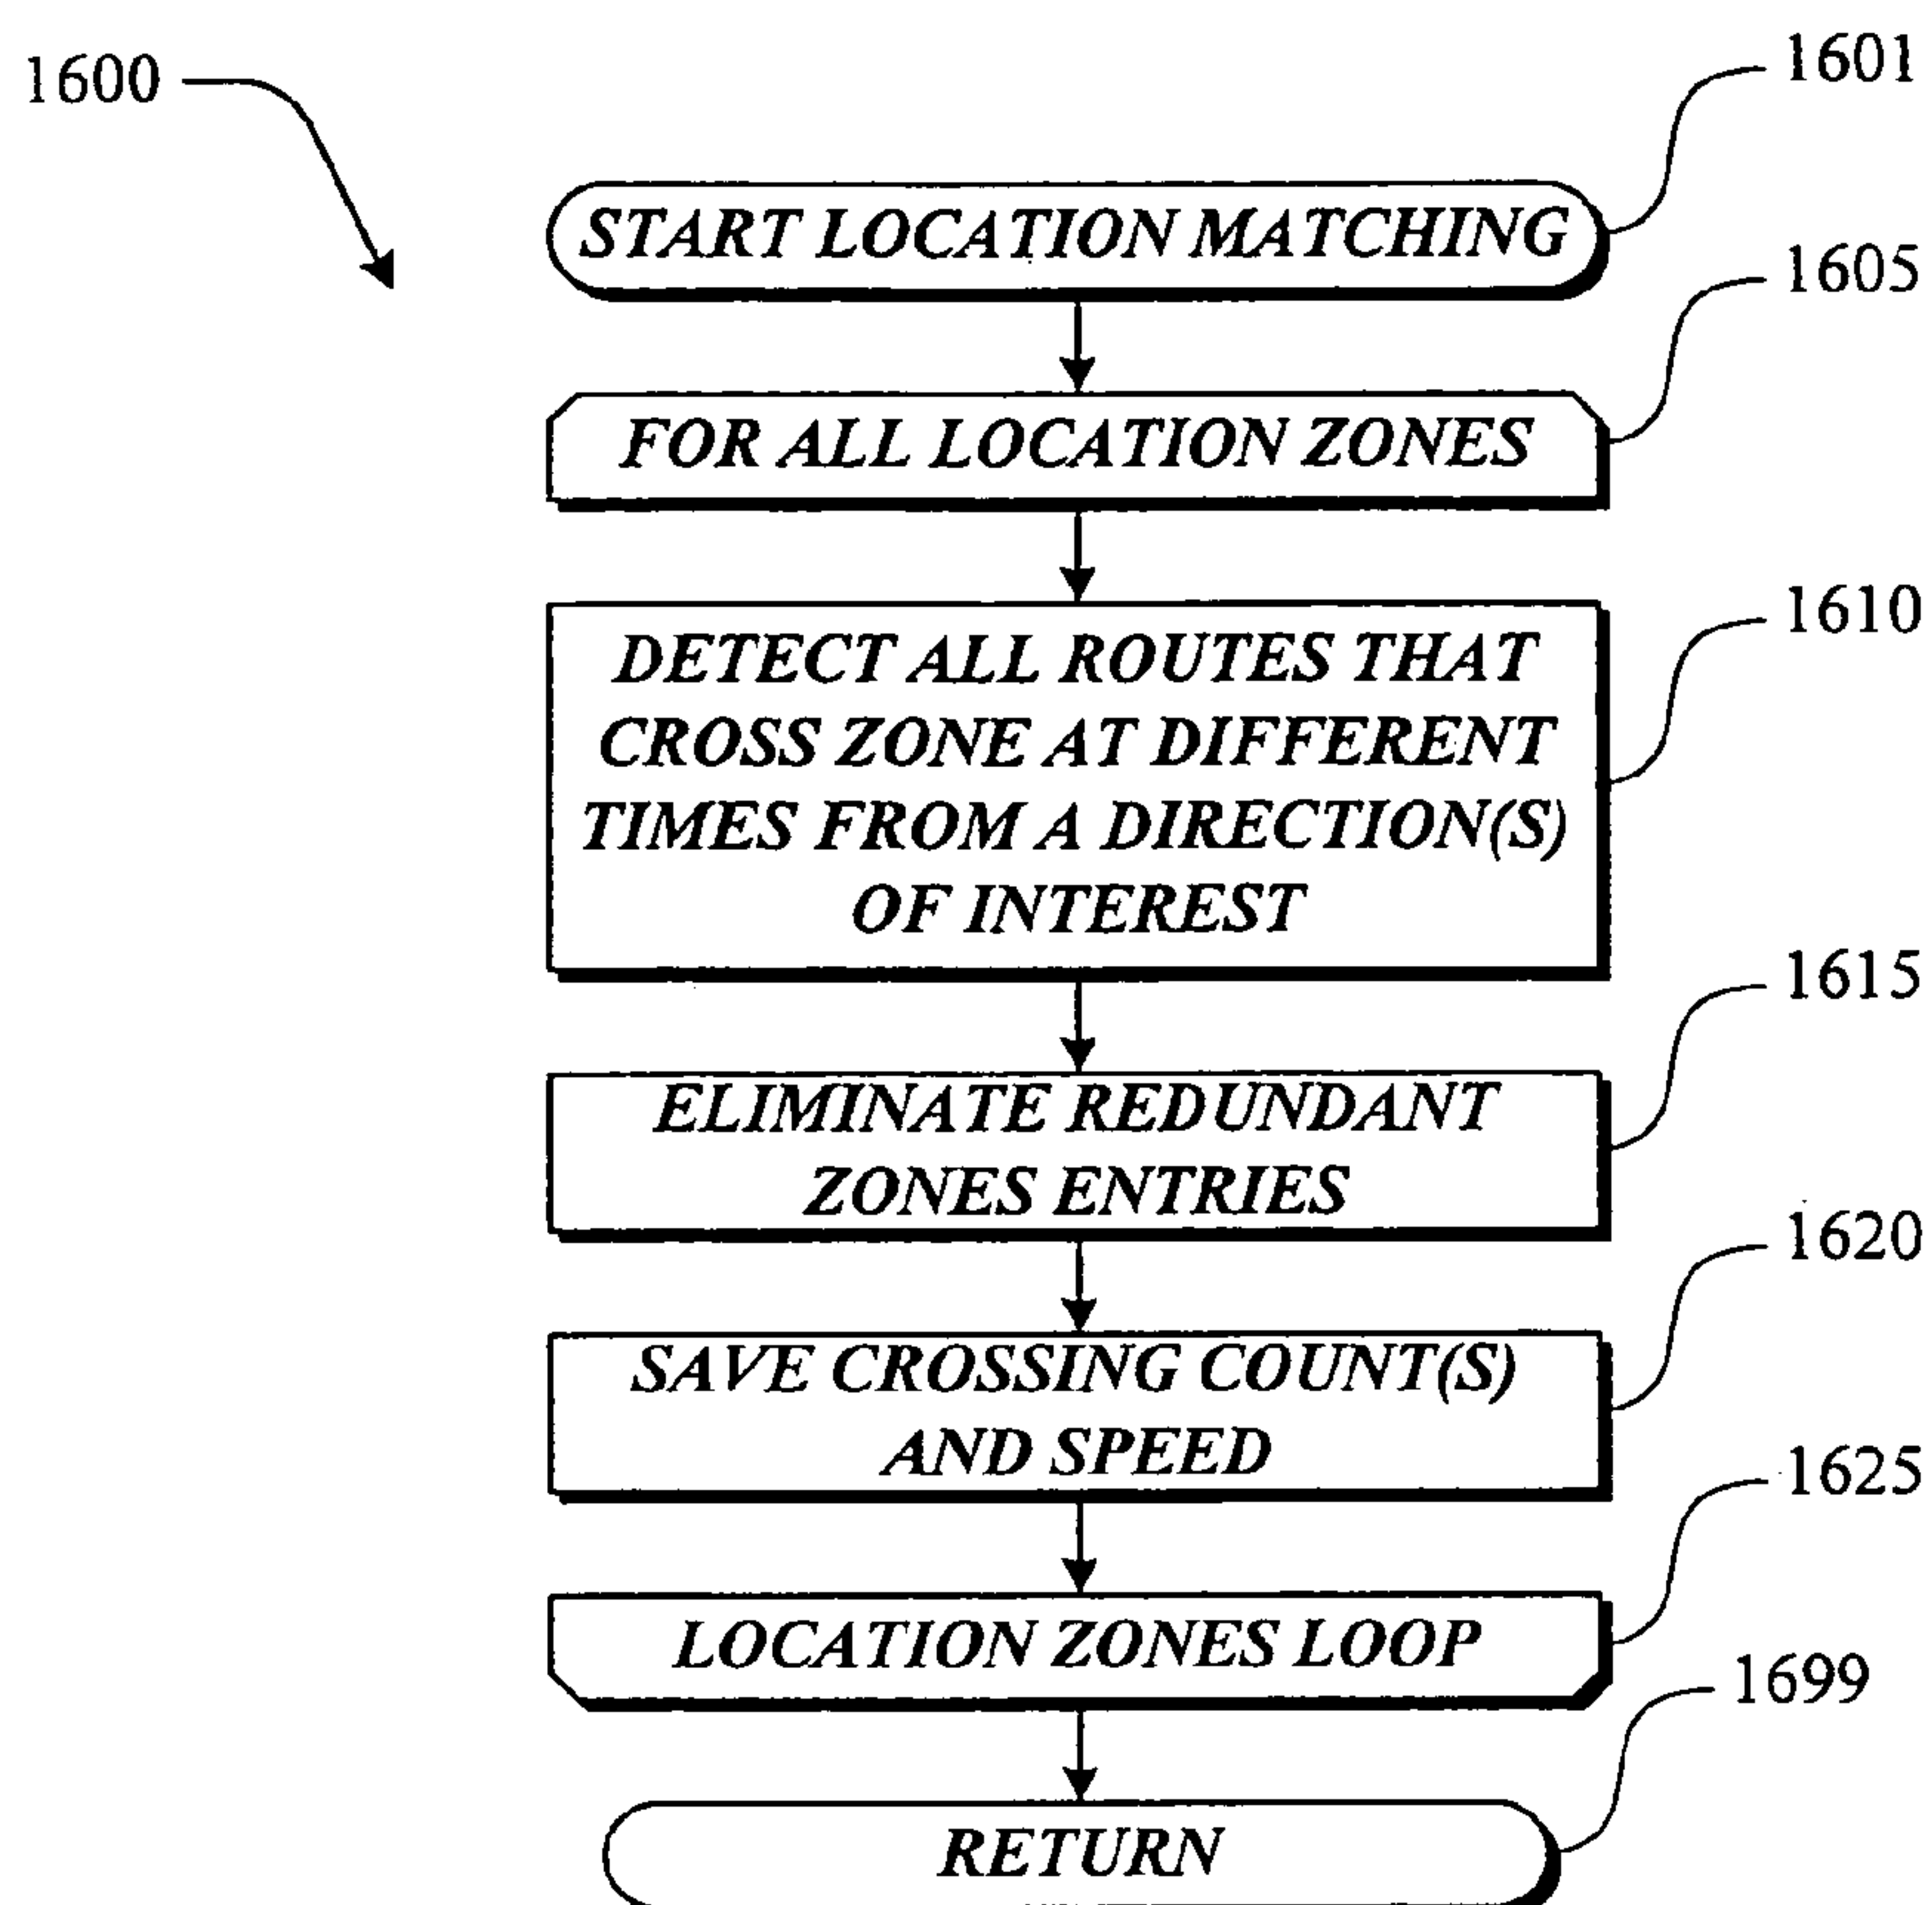 1600
1601
START LOCATION MATCHING
1605
FOR ALL LOCATION ZONES
1610
DETECT ALL ROUTES THAT
CROSS ZONE AT DIFFERENT
TIMES FROM A DIRECTION(S)
OF INTEREST
1615
ELIMINATE REDUNDANT
ZONES ENTRIES
1620
SAVE CROSSING COUNT(S)
AND SPEED
1625
LOCATION ZONES LOOP
1699
RETURN